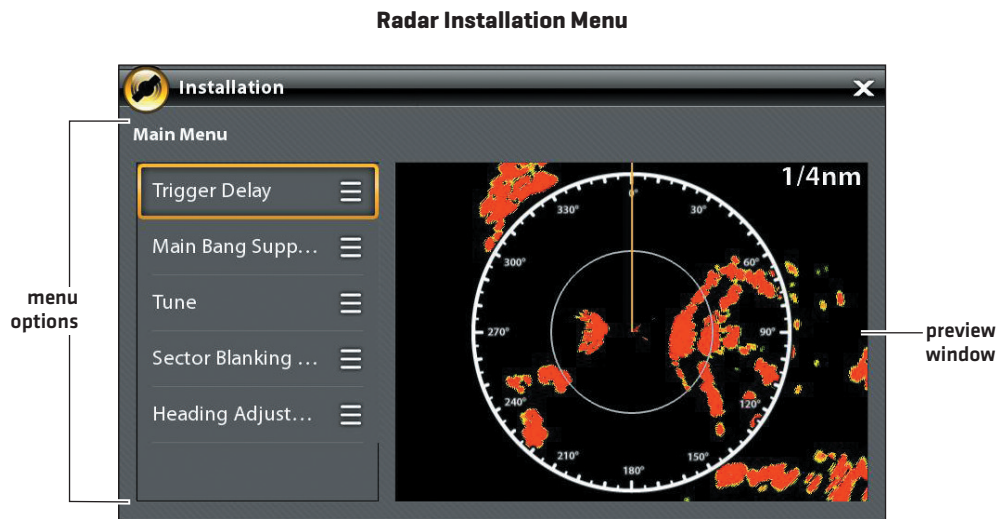 Radar Installation Menu
Installation
Main Menu
Trigger Delay
Main Bang Supp...
Tune
Sector Blanking ...
Heading Adjust...
1/4nm
0°
30°
60°
90°
120°
150°
180°
210°
240°
270°
300°
330°
menu
options
preview
window